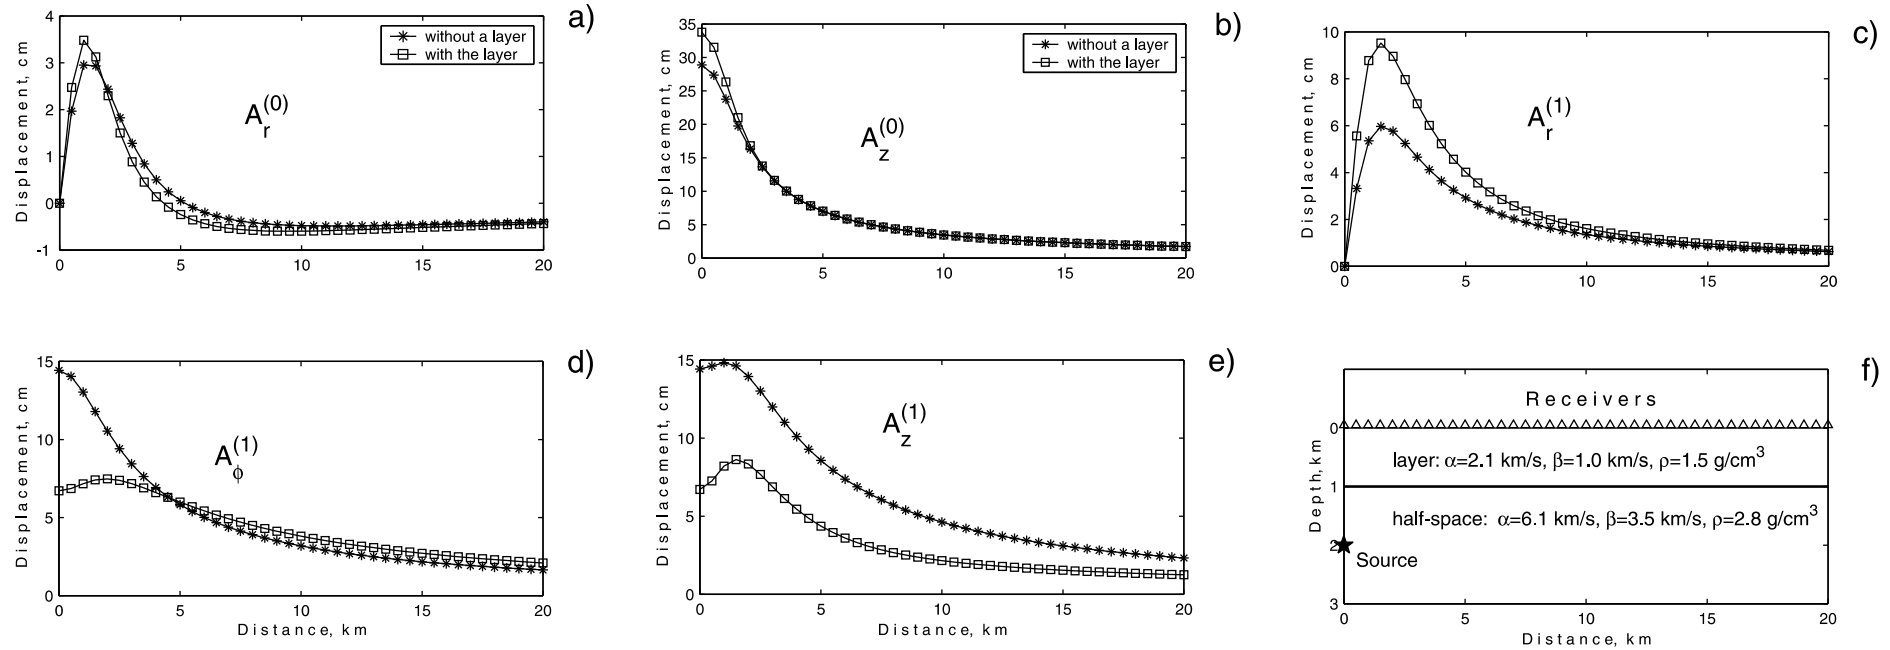 a)
A_r^(0)
without a layer
with the layer
4
3
2
1
0
-1
0 5 10 15 20
Displacement, cm
b)
A_z^(0)
without a layer
with the layer
35
30
25
20
15
10
5
0
0 5 10 15 20
Displacement, cm
c)
A_r^(1)
10
8
6
4
2
0
0 5 10 15 20
Displacement, cm
d)
A_ϕ^(1)
15
10
5
0
0 5 10 15 20
Displacement, cm
Distance, km
e)
A_z^(1)
15
10
5
0
0 5 10 15 20
Displacement, cm
Distance, km
f)
Receivers
layer: α=2.1 km/s, β=1.0 km/s, ρ=1.5 g/cm³
half-space: α=6.1 km/s, β=3.5 km/s, ρ=2.8 g/cm³
Source
0
1
2
3
0 5 10 15 20
Depth, km
Distance, km